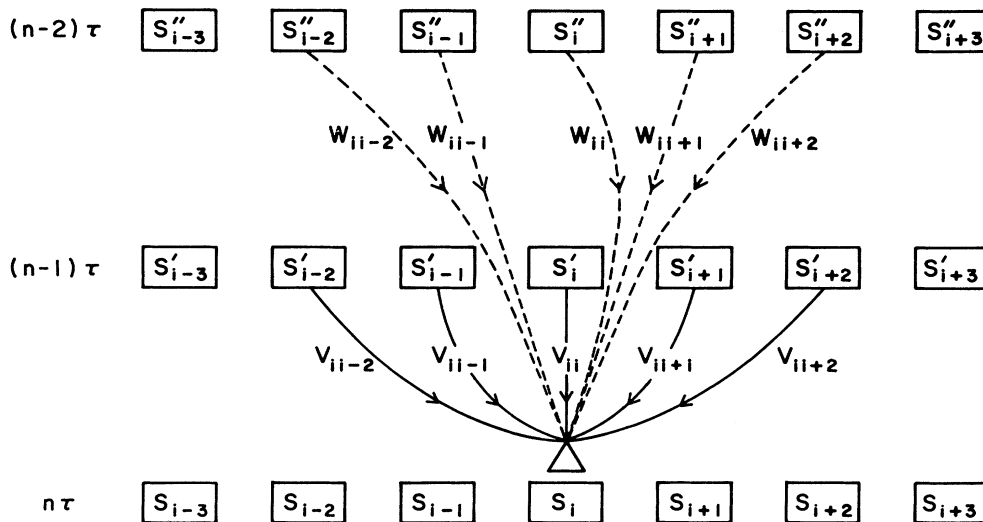 (n-2)τ S''i-3 S''i-2 S''i-1 S''i S''i+1 S''i+2 S''i+3
Wii-2 Wii-1 Wii Wii+1 Wii+2
(n-1)τ S'i-3 S'i-2 S'i-1 S'i S'i+1 S'i+2 S'i+3
Vii-2 Vii-1 Vii Vii+1 Vii+2
nτ Si-3 Si-2 Si-1 Si Si+1 Si+2 Si+3